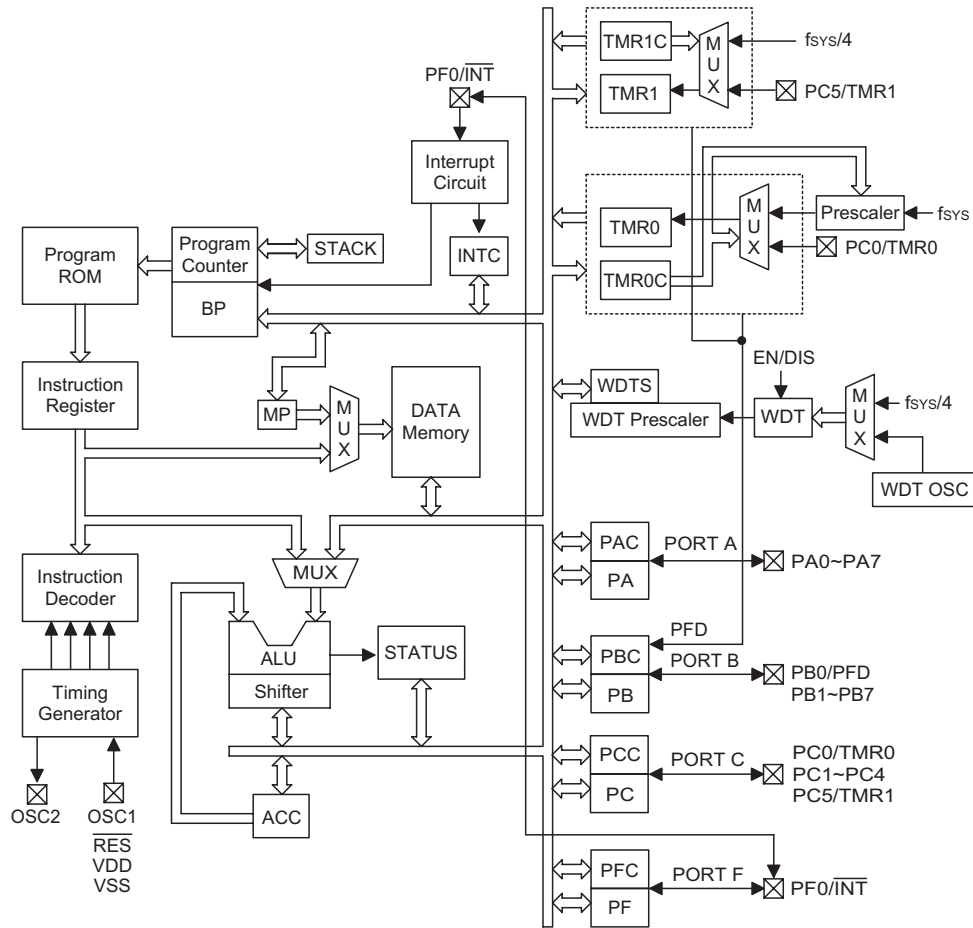 TMR1C
MUX
fSYS/4
TMR1
PC5/TMR1
PF0/INT
Interrupt
Circuit
TMR0
MUX
Prescaler
fSYS
PC0/TMR0
TMR0C
Program
ROM
Program
Counter
STACK
INTC
BP
Instruction
Register
MP
MUX
DATA
Memory
WDTS
WDT Prescaler
EN/DIS
WDT
MUX
fSYS/4
WDT OSC
MUX
PAC
PORT A
PA0~PA7
PA
Instruction
Decoder
ALU
STATUS
Shifter
PFD
PBC
PORT B
PB0/PFD
PB1~PB7
PB
Timing
Generator
PCC
PORT C
PC0/TMR0
PC1~PC4
PC5/TMR1
PC
OSC2
OSC1
RES
VDD
VSS
ACC
PFC
PORT F
PF0/INT
PF